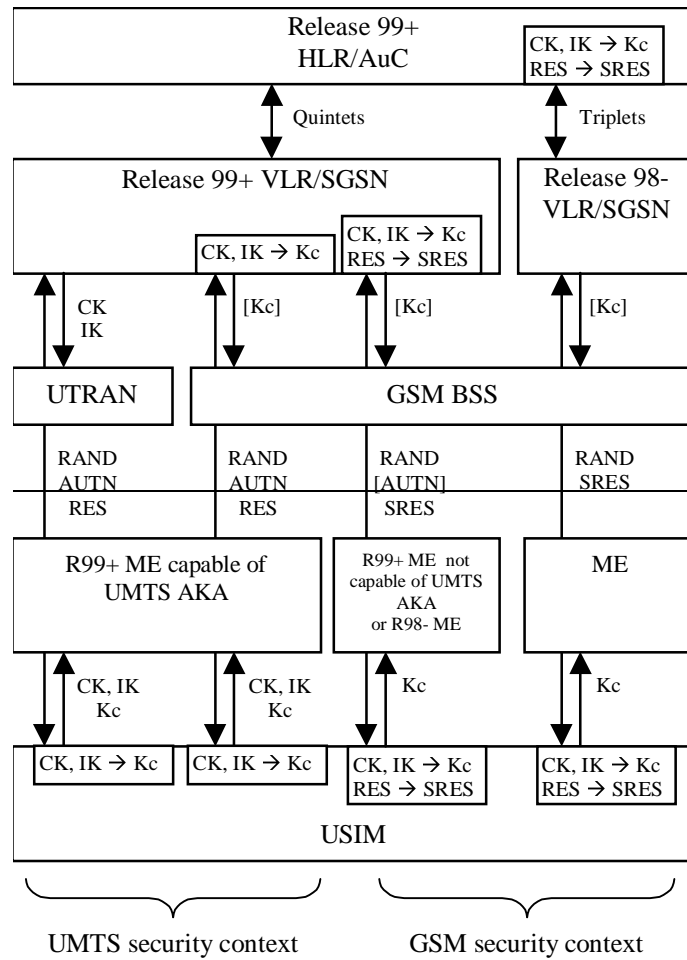 Release 99+
HLR/AuC
CK, IK → Kc
RES → SRES
Quintets
Triplets
Release 99+ VLR/SGSN
Release 98-
VLR/SGSN
CK, IK → Kc
CK, IK → Kc
RES → SRES
CK
IK
[Kc]
[Kc]
[Kc]
UTRAN
GSM BSS
RAND
AUTN
RES
RAND
AUTN
RES
RAND
[AUTN]
SRES
RAND
SRES
R99+ ME capable of
UMTS AKA
R99+ ME not
capable of UMTS
AKA
or R98- ME
ME
CK, IK
Kc
CK, IK
Kc
Kc
Kc
CK, IK → Kc
CK, IK → Kc
CK, IK → Kc
RES → SRES
CK, IK → Kc
RES → SRES
USIM
UMTS security context
GSM security context